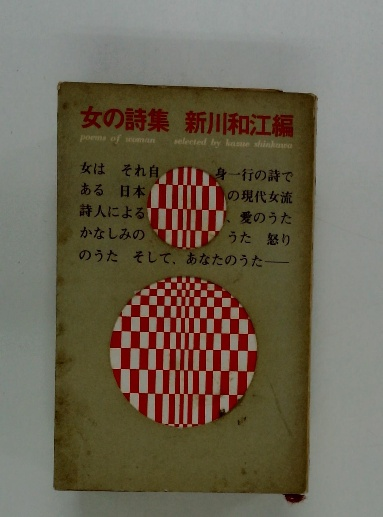 女の詩集 新川和江編
poems of woman selected by kazue shinkawa
女は それ自 身一行の詩で
ある 日本 の現代女流
詩人による 、愛のうた
かなしみの うた 怒り
のうた そして、あなたのうた——